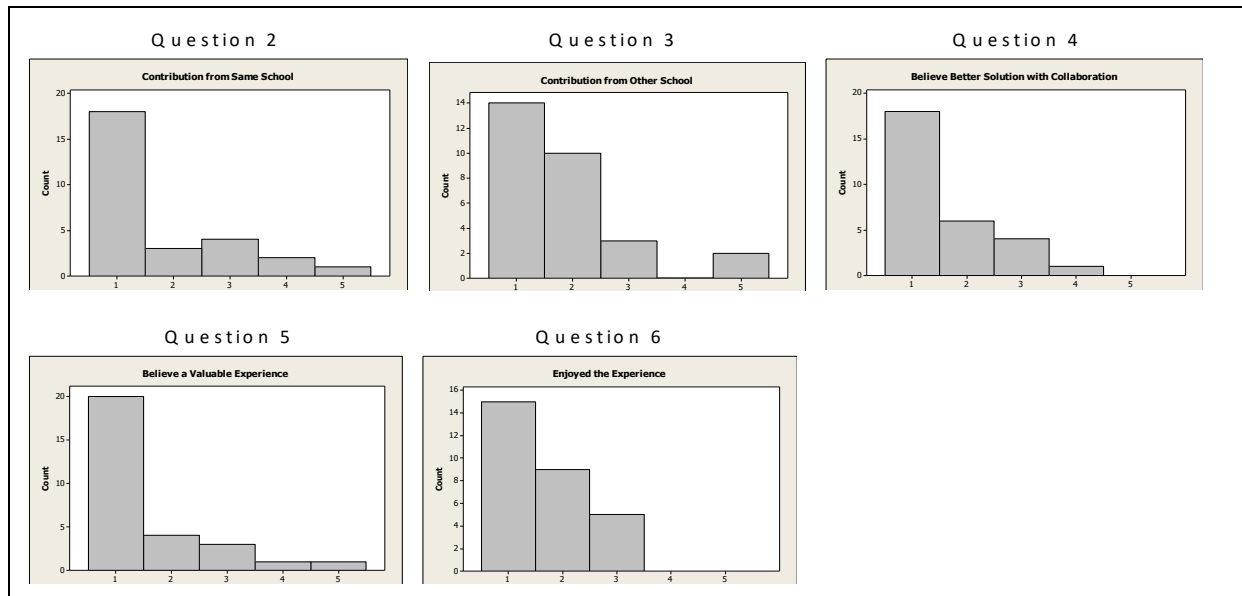 Question 2
Question 3
Question 4
Contribution from Same School
20
15
10
5
0
Count
1 2 3 4 5
Contribution from Other School
14
12
10
8
6
4
2
0
Count
1 2 3 4 5
Believe Better Solution with Collaboration
20
15
10
5
0
Count
1 2 3 4 5
Question 5
Question 6
Believe a Valuable Experience
20
15
10
5
0
Count
1 2 3 4 5
Enjoyed the Experience
16
14
12
10
8
6
4
2
0
Count
1 2 3 4 5